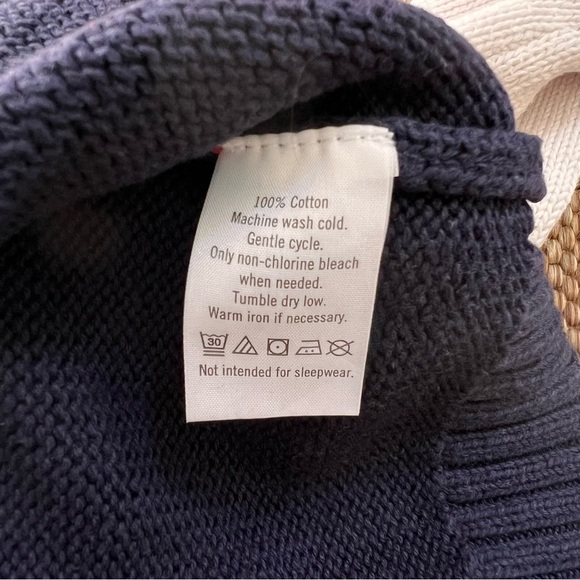 100% Cotton
Machine wash cold.
Gentle cycle.
Only non-chlorine bleach
when needed.
Tumble dry low.
Warm iron if necessary.
30
Not intended for sleepwear.